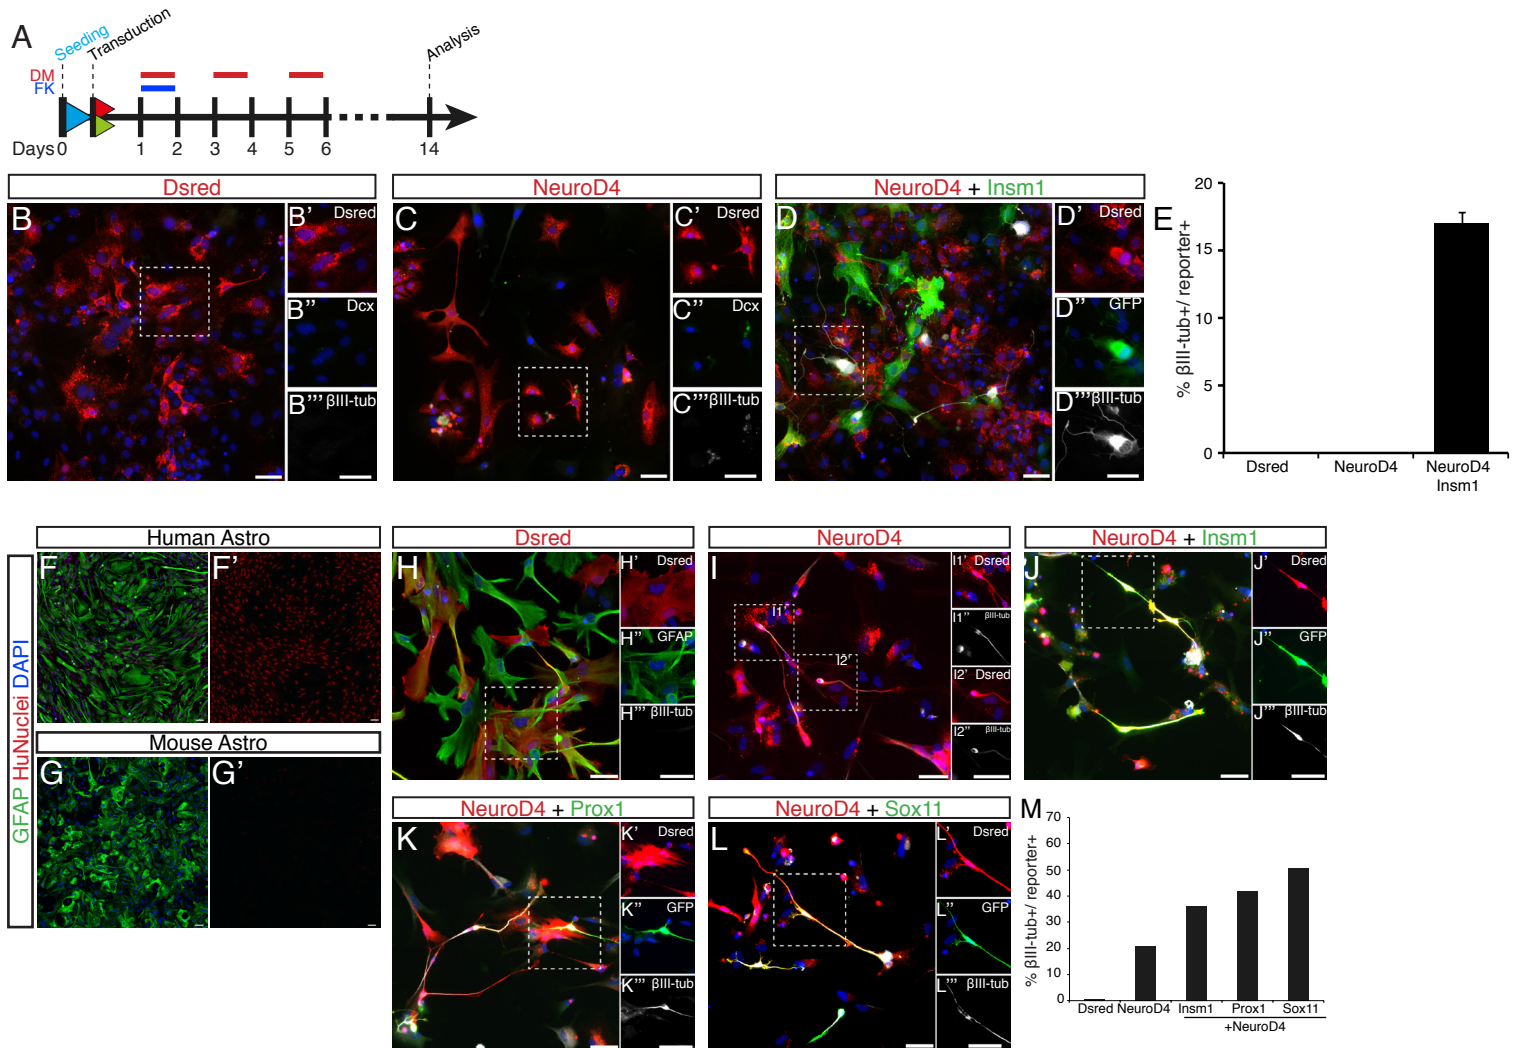 A
Seeding
Transduction
Analysis
DM
FK
Days 0 1 2 3 4 5 6 14
Dsred
NeuroD4
NeuroD4 + Insm1
B
B' Dsred
B'' Dcx
B''' βIII-tub
C
C' Dsred
C'' Dcx
C''' βIII-tub
D
D' Dsred
D'' GFP
D''' βIII-tub
E
% βIII-tub+/ reporter+
20
15
10
5
0
Dsred
NeuroD4
NeuroD4
Insm1
GFAP HuNuclei DAPI
Human Astro
F
F'
Mouse Astro
G
G'
Dsred
NeuroD4
NeuroD4 + Insm1
H
H' Dsred
H'' GFAP
H''' βIII-tub
I
I1'
I2'
I1' Dsred
I1'' βIII-tub
I2' Dsred
I2'' βIII-tub
J
J' Dsred
J'' GFP
J''' βIII-tub
NeuroD4 + Prox1
NeuroD4 + Sox11
K
K' Dsred
K'' GFP
K''' βIII-tub
L
L' Dsred
L'' GFP
L''' βIII-tub
M
% βIII-tub+/ reporter+
70
60
50
40
30
20
10
0
Dsred NeuroD4 Insm1 Prox1 Sox11
+NeuroD4